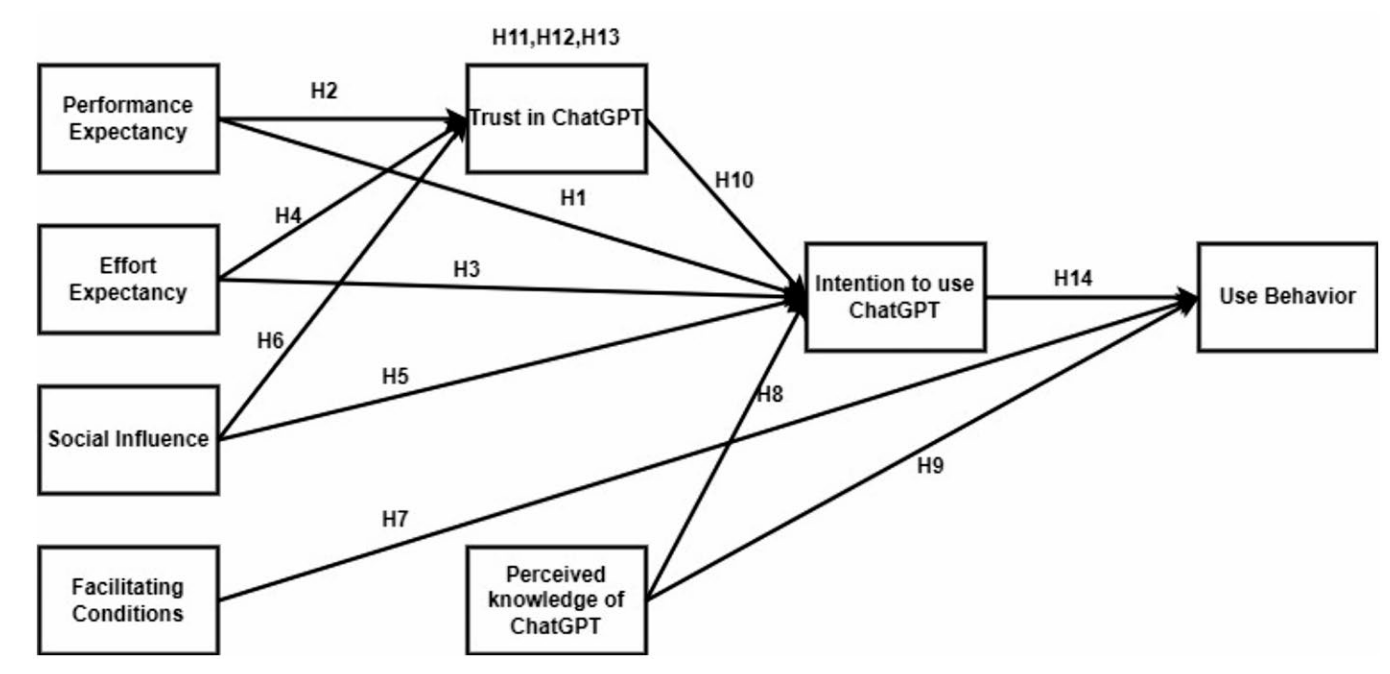 H11,H12,H13
Performance
Expectancy
H2
Trust in ChatGPT
H10
H1
H4
Effort
Expectancy
H3
Intention to use
ChatGPT
H14
Use Behavior
H6
H5
H8
Social Influence
H9
H7
Facilitating
Conditions
Perceived
knowledge of
ChatGPT